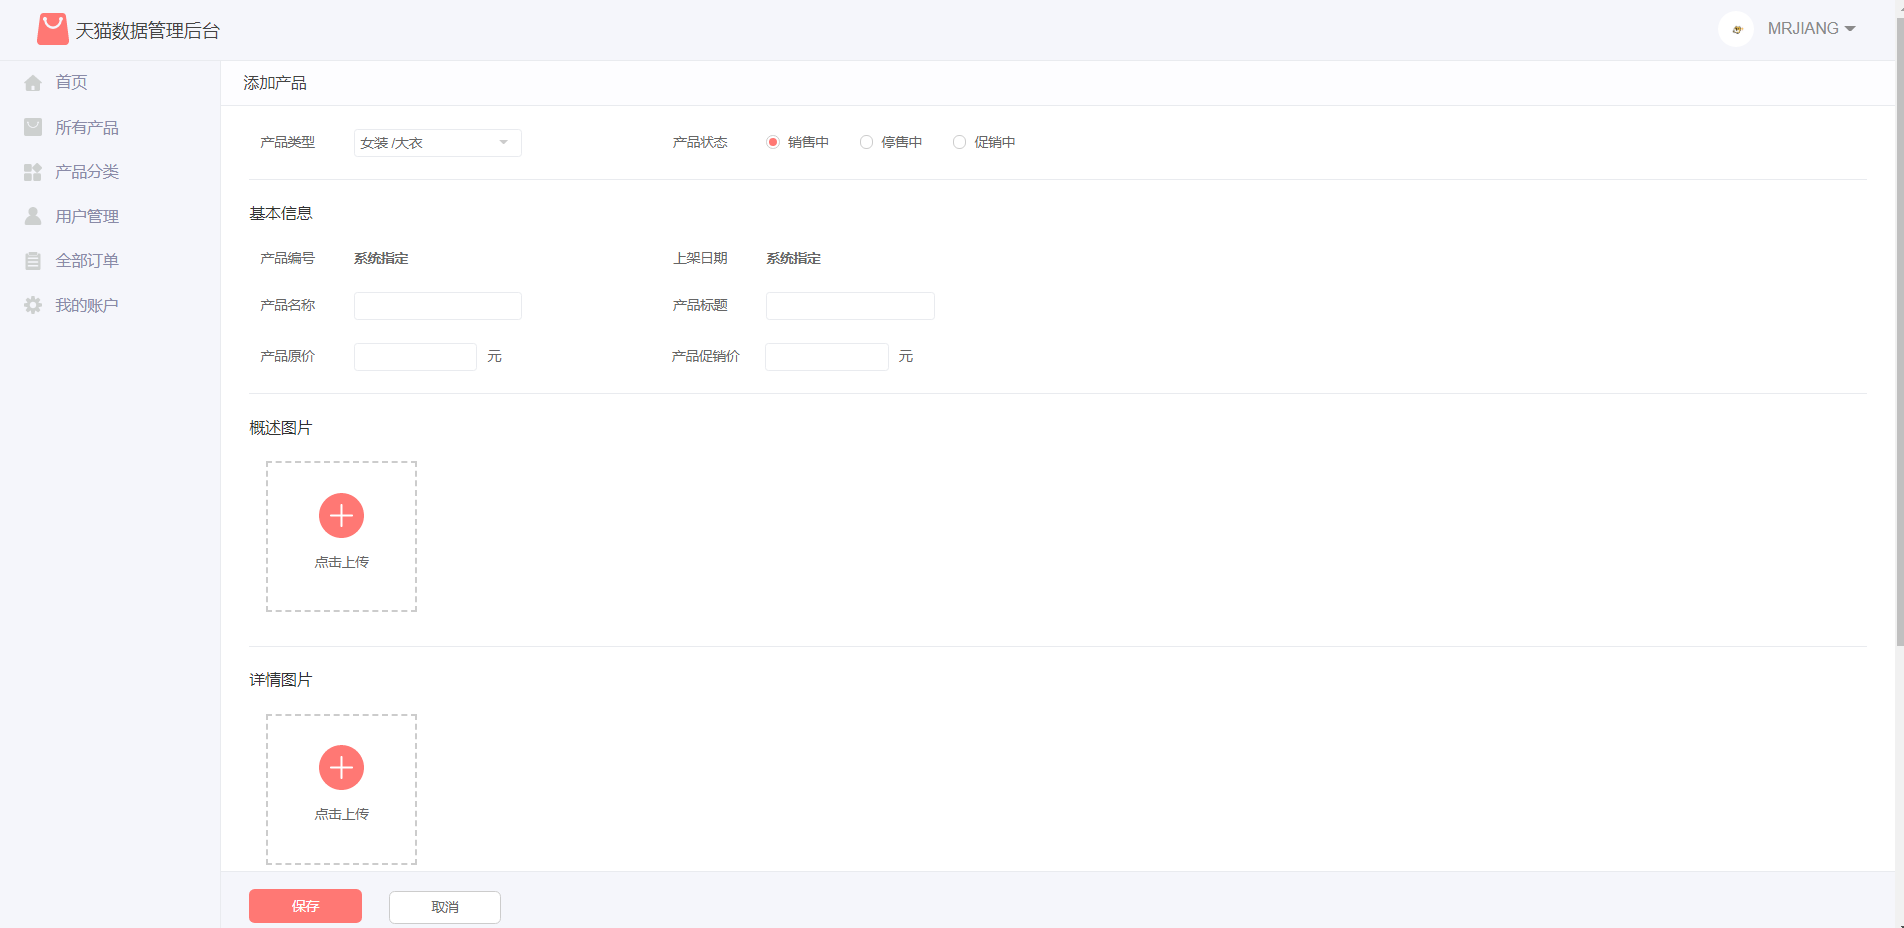 天猫数据管理后台
MRJIANG
首页
所有产品
产品分类
用户管理
全部订单
我的账户
添加产品
产品类型 女装 /大衣 产品状态 销售中 停售中 促销中
基本信息
产品编号 系统指定 上架日期 系统指定
产品名称 产品标题
产品原价 元 产品促销价 元
概述图片
点击上传
详情图片
点击上传
保存 取消